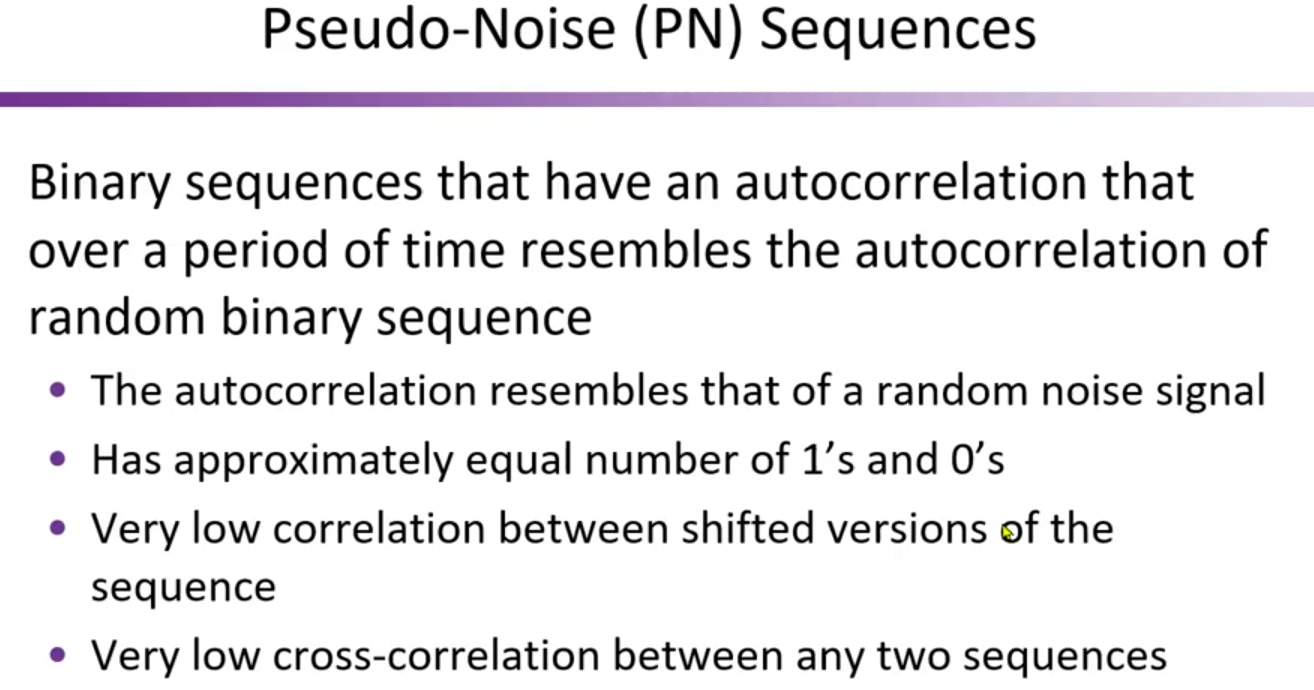 Pseudo-Noise (PN) Sequences
Binary sequences that have an autocorrelation that
over a period of time resembles the autocorrelation of
random binary sequence
• The autocorrelation resembles that of a random noise signal
• Has approximately equal number of 1’s and 0’s
• Very low correlation between shifted versions of the
sequence
• Very low cross-correlation between any two sequences